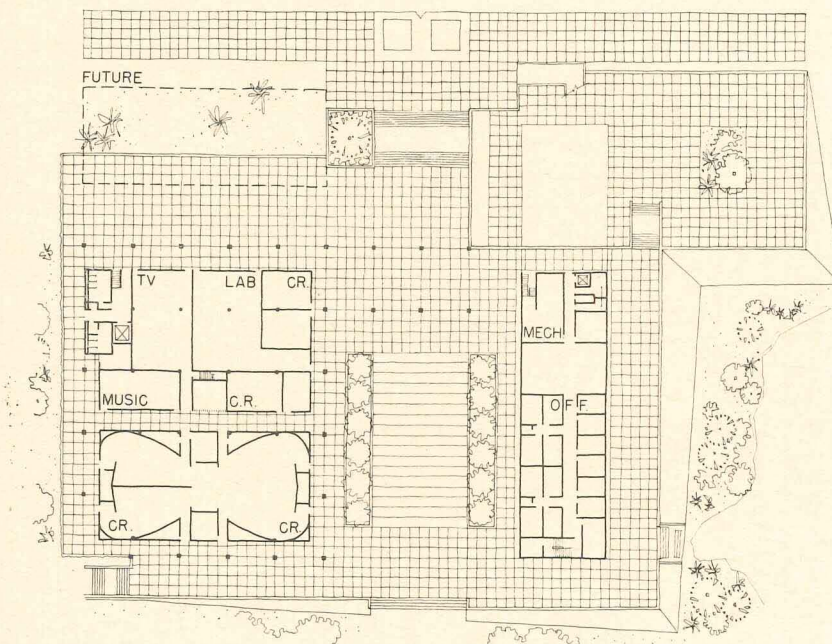 FUTURE
TV
LAB
CR.
MECH
MUSIC
C.R.
OFF.
CR.
CR.